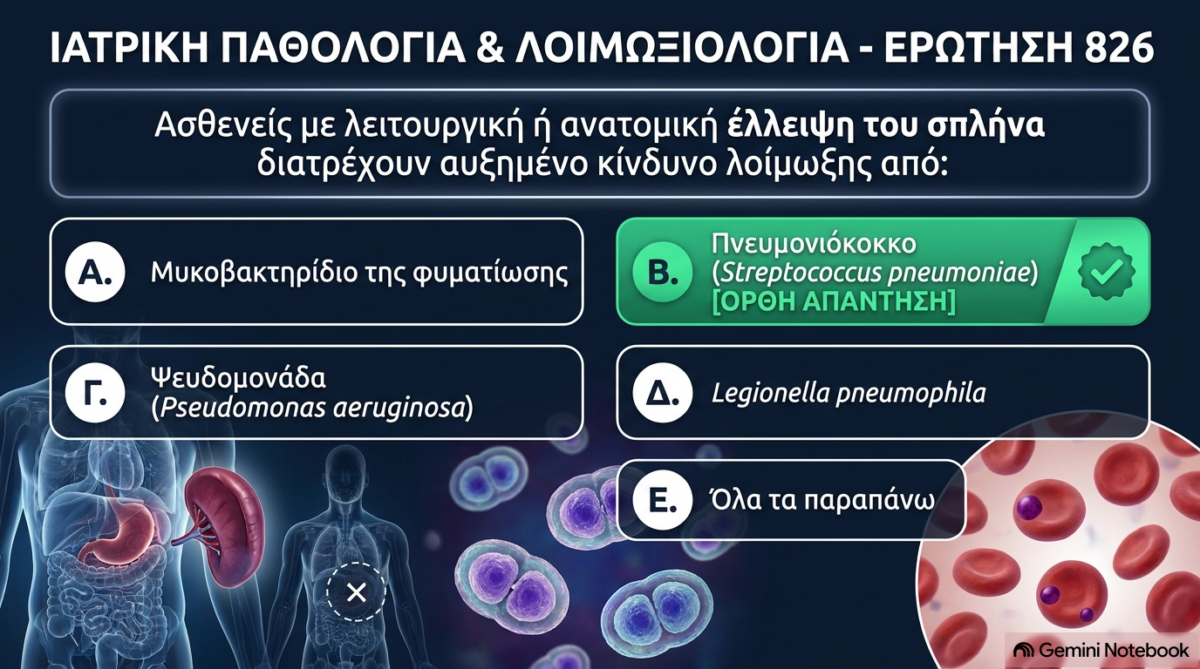 ΙΑΤΡΙΚΗ ΠΑΘΟΛΟΓΙΑ & ΛΟΙΜΩΞΙΟΛΟΓΙΑ - ΕΡΩΤΗΣΗ 826
Ασθενείς με λειτουργική ή ανατομική έλλειψη του σπλήνα
διατρέχουν αυξημένο κίνδυνο λοίμωξης από:
Α. Μυκοβακτηρίδιο της φυματίωσης
Β. Πνευμονιόκοκκο
(Streptococcus pneumoniae)
[ΟΡΘΗ ΑΠΑΝΤΗΣΗ]
Γ. Ψευδομονάδα
(Pseudomonas aeruginosa)
Δ. Legionella pneumophila
Ε. Όλα τα παραπάνω
Gemini Notebook